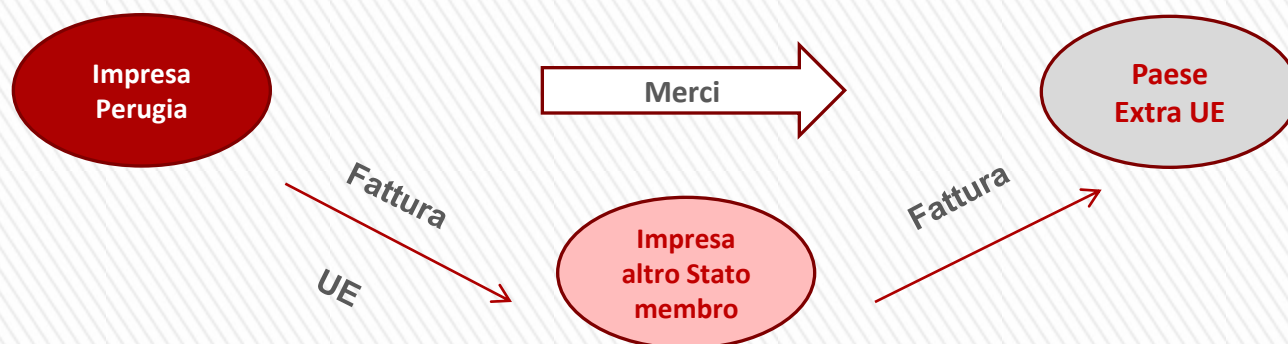 Impresa
Perugia
Merci
Paese
Extra UE
Fattura
UE
Impresa
altro Stato
membro
Fattura